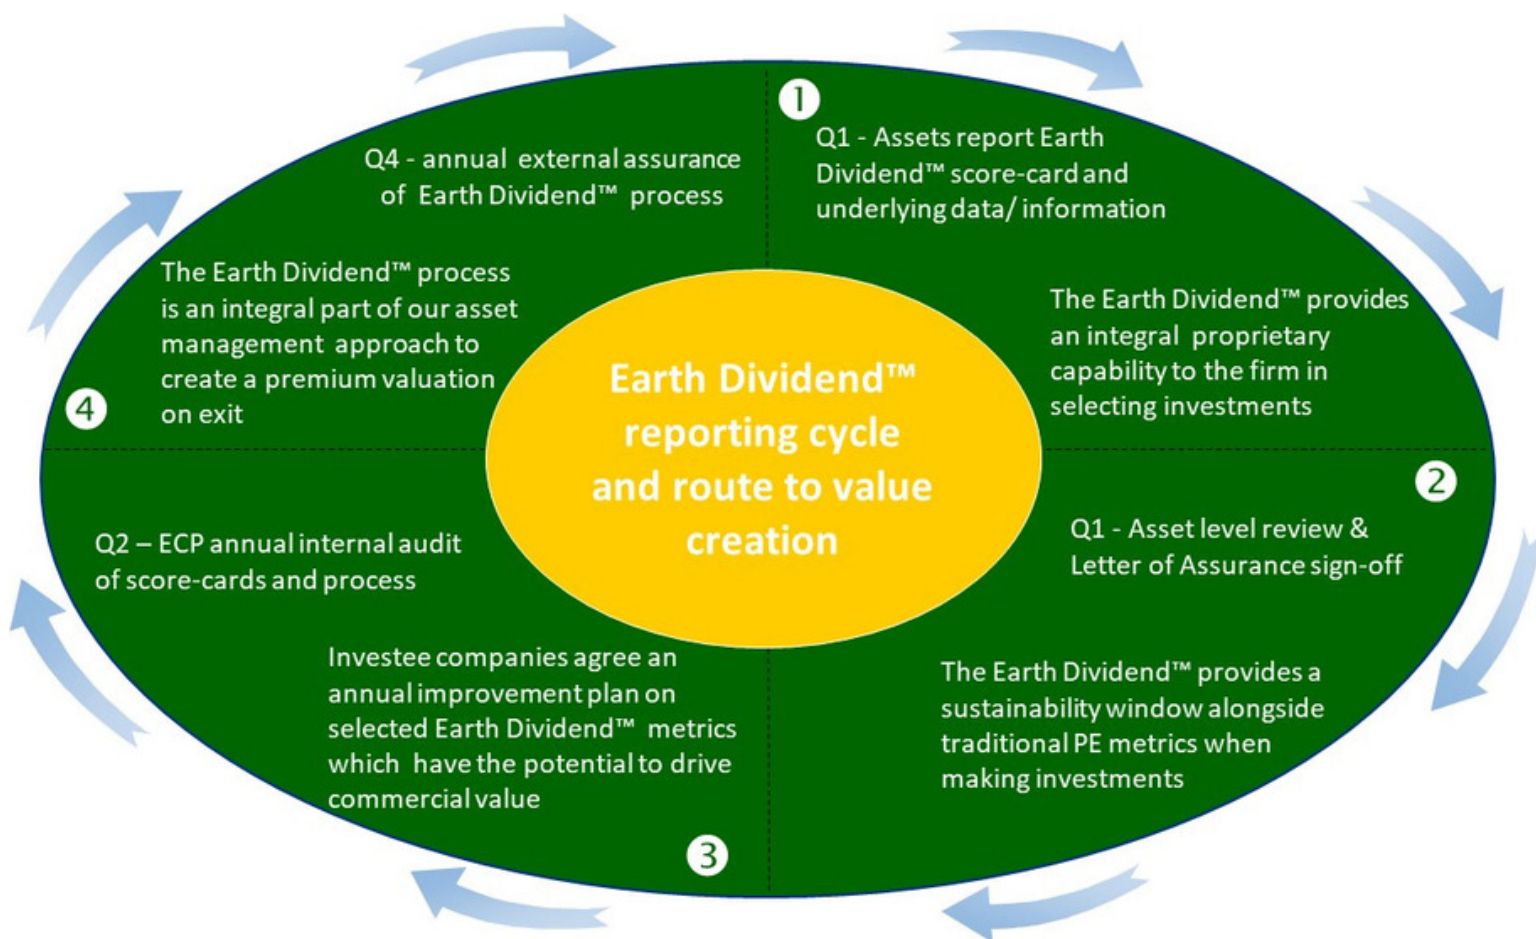 Earth Dividend™
reporting cycle
and route to value
creation
1
Q1 - Assets report Earth
Dividend™ score-card and
underlying data/ information
The Earth Dividend™ provides
an integral proprietary
capability to the firm in
selecting investments
2
Q1 - Asset level review &
Letter of Assurance sign-off
The Earth Dividend™ provides a
sustainability window alongside
traditional PE metrics when
making investments
3
Q2 – ECP annual internal audit
of score-cards and process
Investee companies agree an
annual improvement plan on
selected Earth Dividend™ metrics
which have the potential to drive
commercial value
4
Q4 - annual external assurance
of Earth Dividend™ process
The Earth Dividend™ process
is an integral part of our asset
management approach to
create a premium valuation
on exit